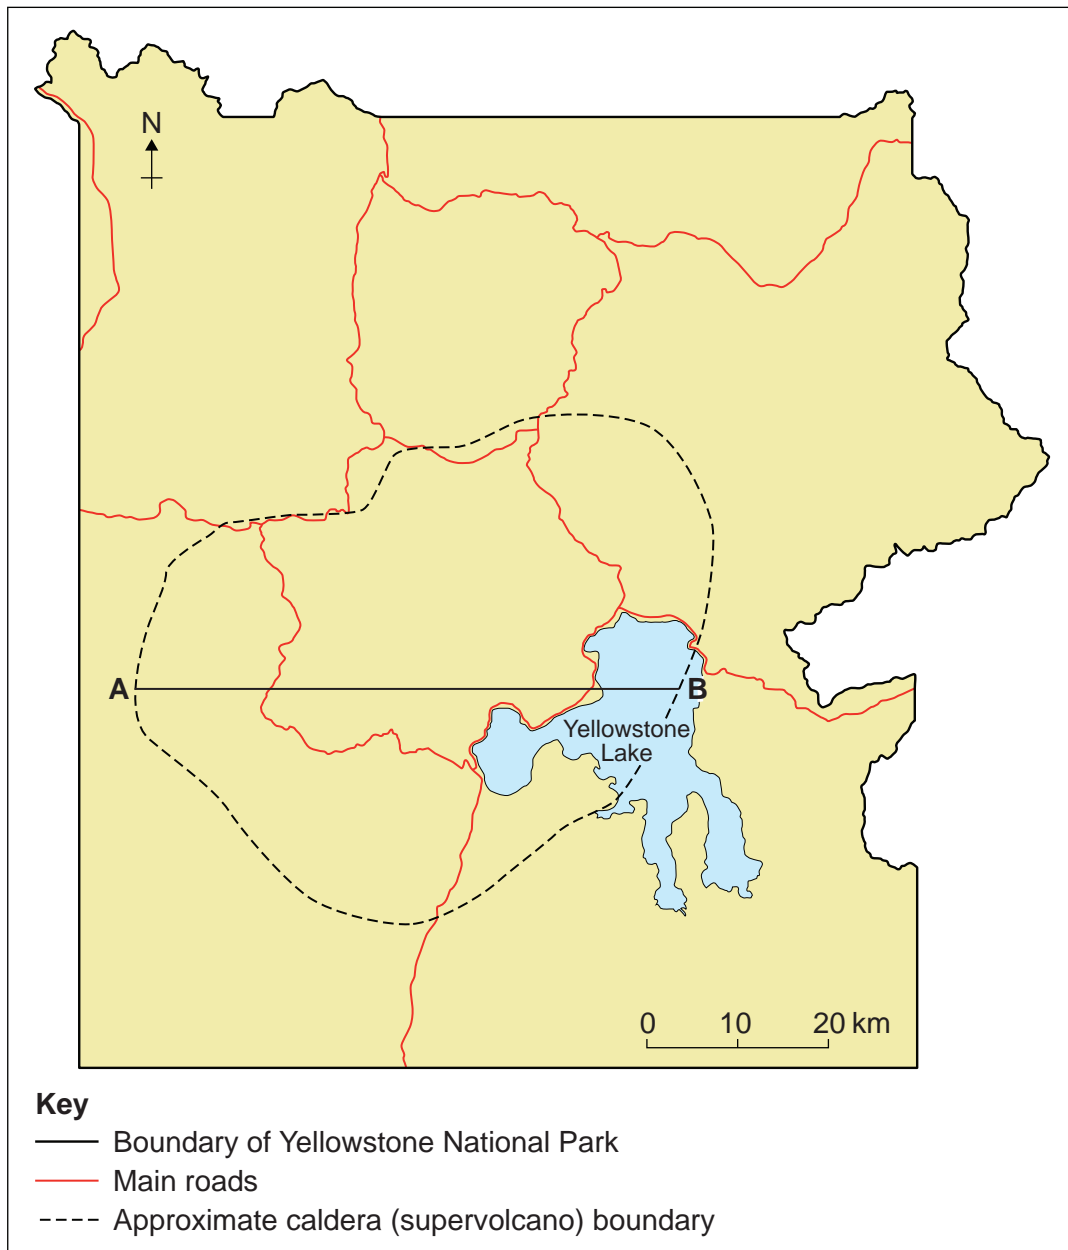 N
A
B
Yellowstone
Lake
0 10 20 km
Key
Boundary of Yellowstone National Park
Main roads
Approximate caldera (supervolcano) boundary